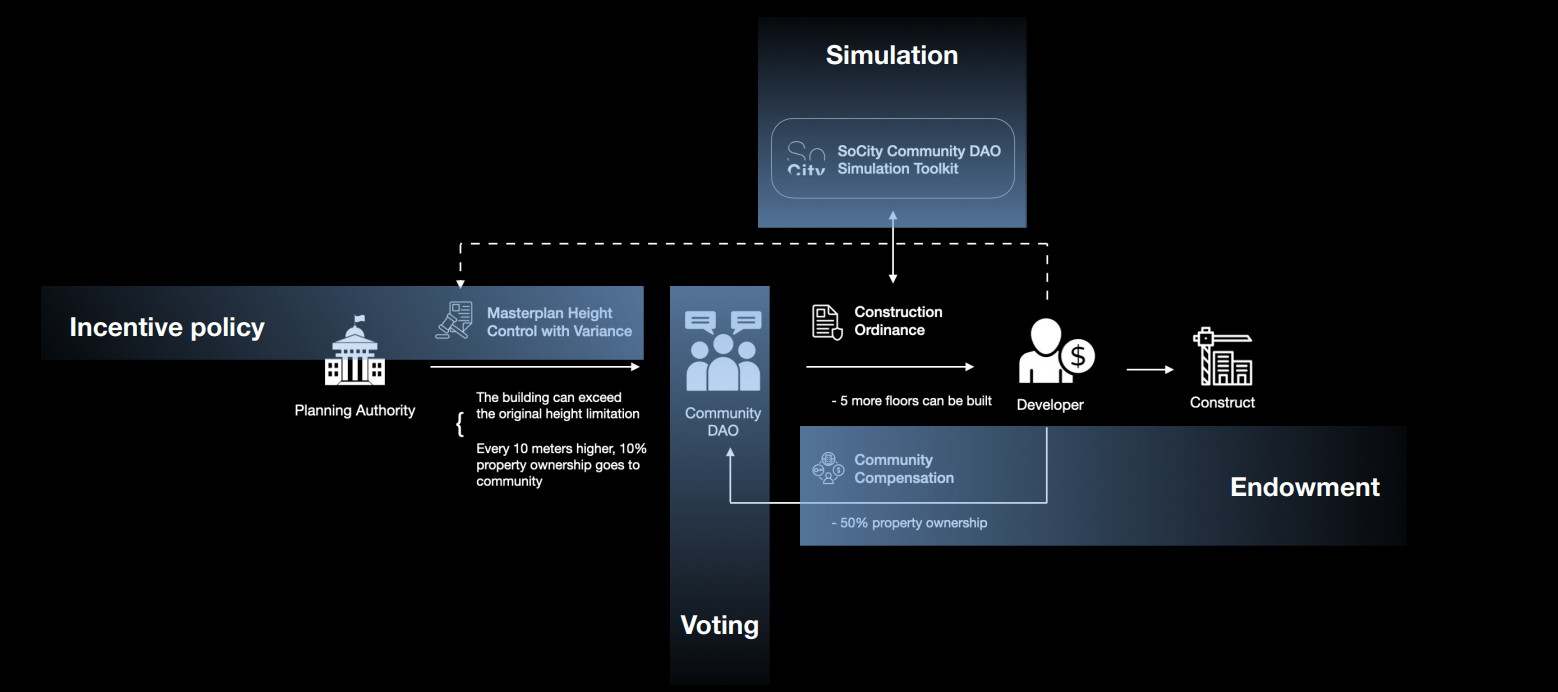 Simulation
So
City
SoCity Community DAO
Simulation Toolkit
Incentive policy
Masterplan Height
Control with Variance
Planning Authority
{
The building can exceed
the original height limitation
Every 10 meters higher, 10%
property ownership goes to
community
Community
DAO
Voting
Construction
Ordinance
- 5 more floors can be built
$
Developer
Construct
$
Community
Compensation
- 50% property ownership
Endowment